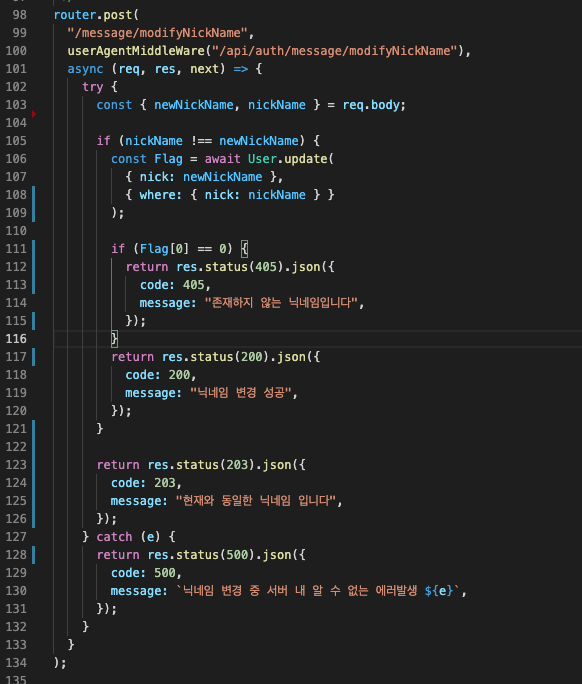 98 router.post(
99 "/message/modifyNickName",
100 userAgentMiddleWare("/api/auth/message/modifyNickName"),
101 async (req, res, next) => {
102 try {
103 const { newNickName, nickName } = req.body;
104
105 if (nickName !== newNickName) {
106 const Flag = await User.update(
107 { nick: newNickName },
108 { where: { nick: nickName } }
109 );
110
111 if (Flag[0] == 0) {
112 return res.status(405).json({
113 code: 405,
114 message: "존재하지 않는 닉네임입니다",
115 });
116 }
117 return res.status(200).json({
118 code: 200,
119 message: "닉네임 변경 성공",
120 });
121 }
122
123 return res.status(203).json({
124 code: 203,
125 message: "현재와 동일한 닉네임 입니다",
126 });
127 } catch (e) {
128 return res.status(500).json({
129 code: 500,
130 message: `닉네임 변경 중 서버 내 알 수 없는 에러발생 ${e}`,
131 });
132 }
133 }
134 );
135